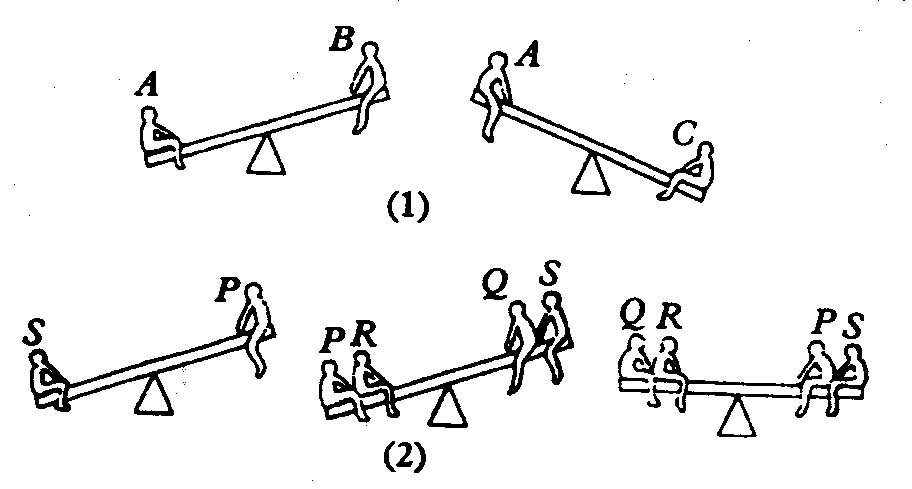 A B A C
(1)
S P P R Q S Q R P S
(2)